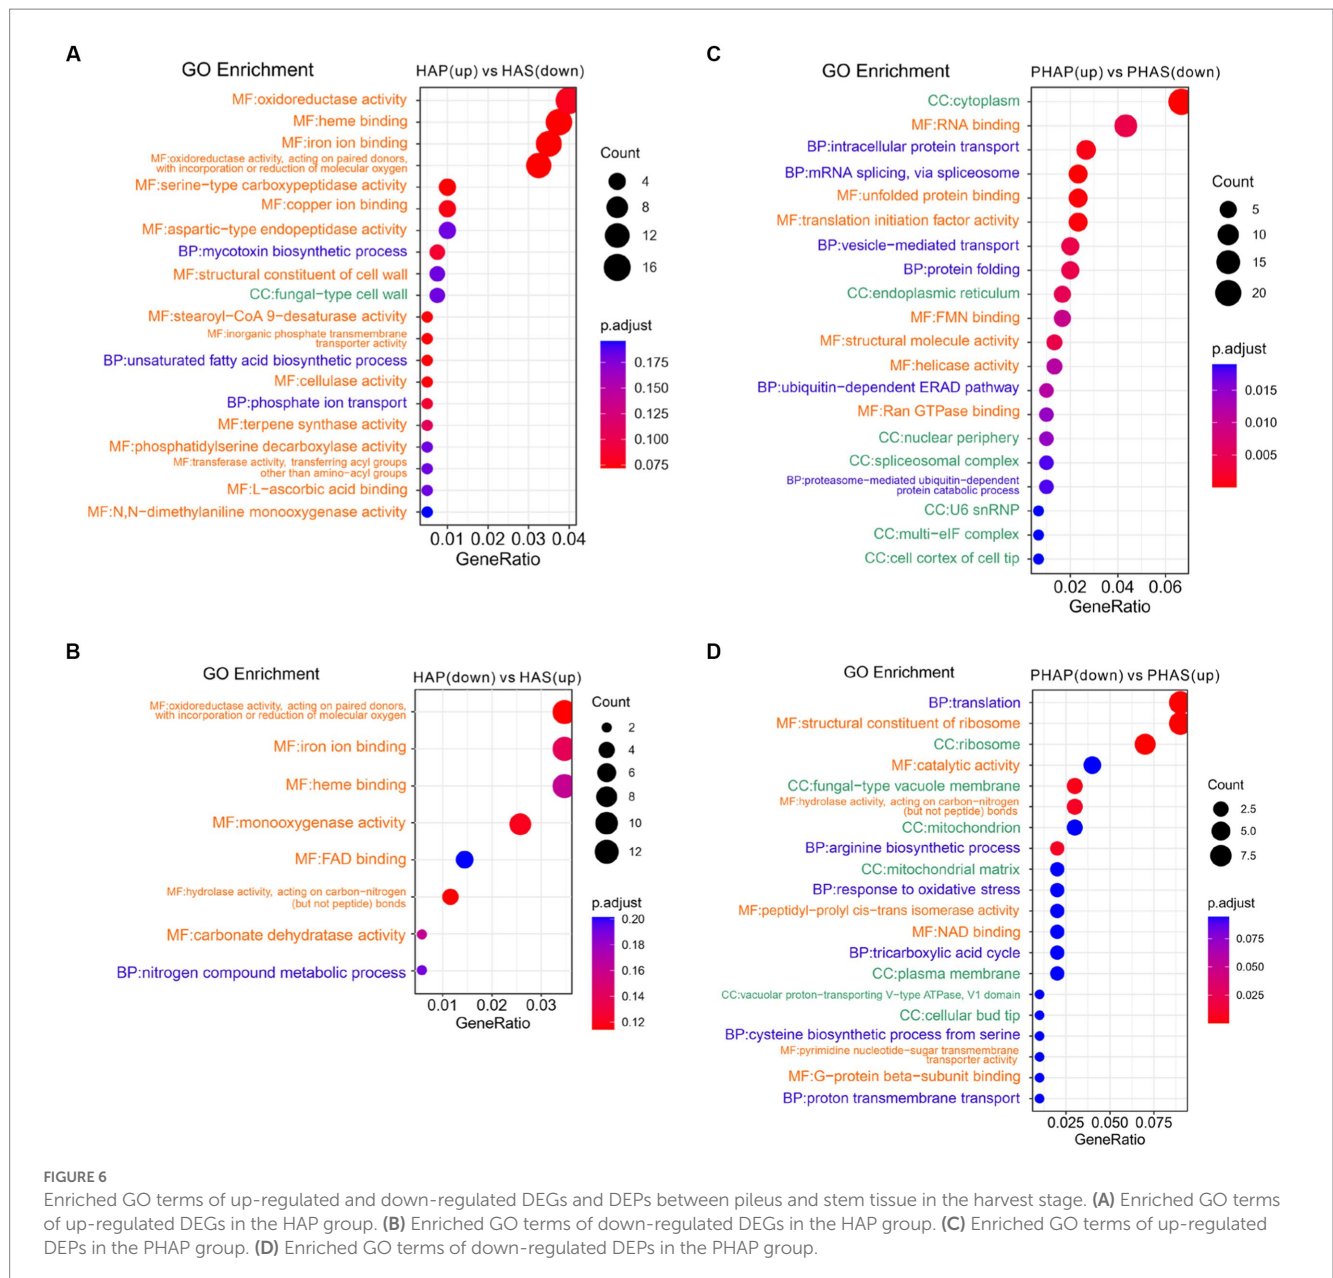 A
GO Enrichment
HAP(up) vs HAS(down)
MF:oxidoreductase activity
MF:heme binding
MF:iron ion binding
MF:oxidoreductase activity, acting on paired donors,
with incorporation or reduction of molecular oxygen
MF:serine-type carboxypeptidase activity
MF:copper ion binding
MF:aspartic-type endopeptidase activity
BP:mycotoxin biosynthetic process
MF:structural constituent of cell wall
CC:fungal-type cell wall
MF:stearoyl-CoA 9-desaturase activity
MF:inorganic phosphate transmembrane
transporter activity
BP:unsaturated fatty acid biosynthetic process
MF:cellulase activity
BP:phosphate ion transport
MF:terpene synthase activity
MF:phosphatidylserine decarboxylase activity
MF:transferase activity, transferring acyl groups
other than amino-acyl groups
MF:L-ascorbic acid binding
MF:N,N-dimethylaniline monooxygenase activity
0.01 0.02 0.03 0.04
GeneRatio
Count
4
8
12
16
p.adjust
0.175
0.150
0.125
0.100
0.075
C
GO Enrichment
PHAP(up) vs PHAS(down)
CC:cytoplasm
MF:RNA binding
BP:intracellular protein transport
BP:mRNA splicing, via spliceosome
MF:unfolded protein binding
MF:translation initiation factor activity
BP:vesicle-mediated transport
BP:protein folding
CC:endoplasmic reticulum
MF:FMN binding
MF:structural molecule activity
MF:helicase activity
BP:ubiquitin-dependent ERAD pathway
MF:Ran GTPase binding
CC:nuclear periphery
CC:spliceosomal complex
BP:proteasome-mediated ubiquitin-dependent
protein catabolic process
CC:U6 snRNP
CC:multi-eIF complex
CC:cell cortex of cell tip
0.02 0.04 0.06
GeneRatio
Count
5
10
15
20
p.adjust
0.015
0.010
0.005
B
GO Enrichment
HAP(down) vs HAS(up)
MF:oxidoreductase activity, acting on paired donors,
with incorporation or reduction of molecular oxygen
MF:iron ion binding
MF:heme binding
MF:monooxygenase activity
MF:FAD binding
MF:hydrolase activity, acting on carbon-nitrogen
(but not peptide) bonds
MF:carbonate dehydratase activity
BP:nitrogen compound metabolic process
0.01 0.02 0.03
GeneRatio
Count
2
4
6
8
10
12
p.adjust
0.20
0.18
0.16
0.14
0.12
D
GO Enrichment
PHAP(down) vs PHAS(up)
BP:translation
MF:structural constituent of ribosome
CC:ribosome
MF:catalytic activity
CC:fungal-type vacuole membrane
MF:hydrolase activity, acting on carbon-nitrogen
(but not peptide) bonds
CC:mitochondrion
BP:arginine biosynthetic process
CC:mitochondrial matrix
BP:response to oxidative stress
MF:peptidyl-prolyl cis-trans isomerase activity
MF:NAD binding
BP:tricarboxylic acid cycle
CC:plasma membrane
CC:vacuolar proton-transporting V-type ATPase, V1 domain
CC:cellular bud tip
BP:cysteine biosynthetic process from serine
MF:pyrimidine nucleotide-sugar transmembrane
transporter activity
MF:G-protein beta-subunit binding
BP:proton transmembrane transport
0.025 0.050 0.075
GeneRatio
Count
2.5
5.0
7.5
p.adjust
0.075
0.050
0.025
FIGURE 6
Enriched GO terms of up-regulated and down-regulated DEGs and DEPs between pileus and stem tissue in the harvest stage. (A) Enriched GO terms
of up-regulated DEGs in the HAP group. (B) Enriched GO terms of down-regulated DEGs in the HAP group. (C) Enriched GO terms of up-regulated
DEPs in the PHAP group. (D) Enriched GO terms of down-regulated DEPs in the PHAP group.